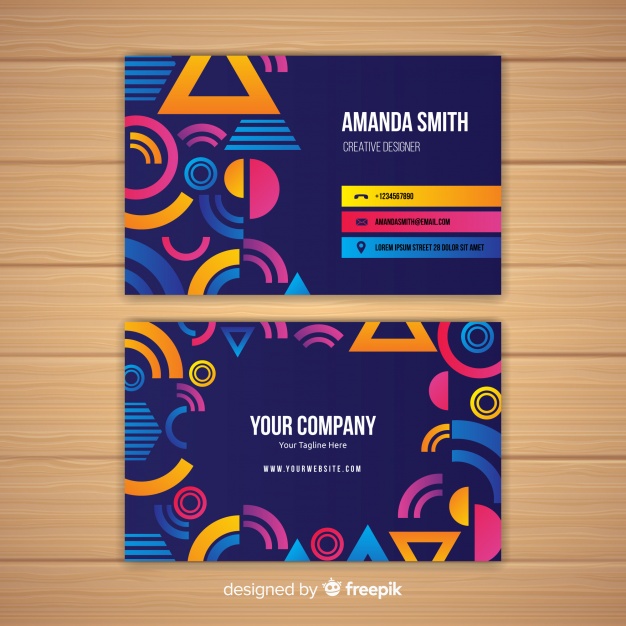 AMANDA SMITH
CREATIVE DESIGNER
+1234567890
AMANDASMITH@EMAIL.COM
LOREM IPSUM STREET 28 DOLOR SIT AMET
YOUR COMPANY
Your Tagline Here
WWW.YOURWEBSITE.COM
designed by freepik